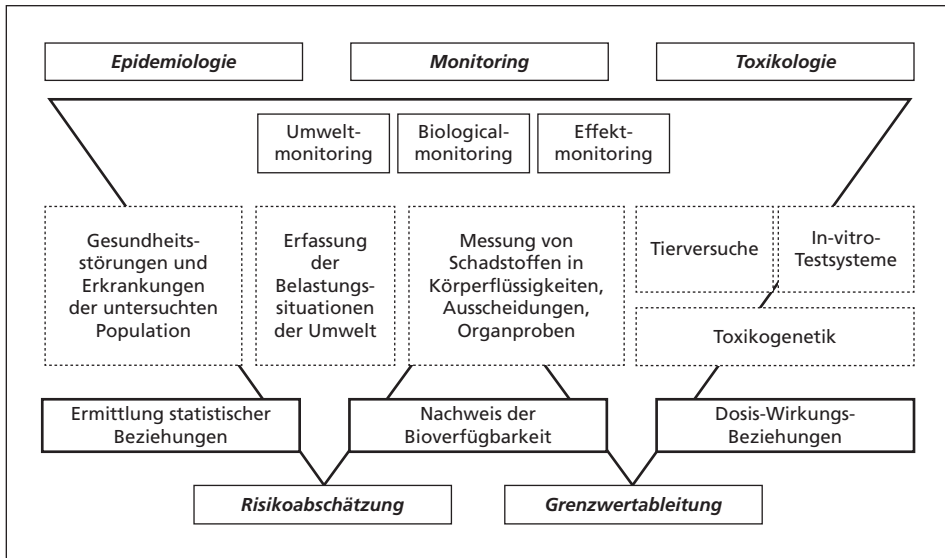 Epidemiologie
Monitoring
Toxikologie
Umwelt-
monitoring
Biological-
monitoring
Effekt-
monitoring
Gesundheits-
störungen und
Erkrankungen
der untersuchten
Population
Erfassung
der
Belastungs-
situationen
der Umwelt
Messung von
Schadstoffen in
Körperflüssigkeiten,
Ausscheidungen,
Organproben
Tierversuche
In-vitro-
Testsysteme
Toxikogenetik
Ermittlung statistischer
Beziehungen
Nachweis der
Bioverfügbarkeit
Dosis-Wirkungs-
Beziehungen
Risikoabschätzung
Grenzwertableitung